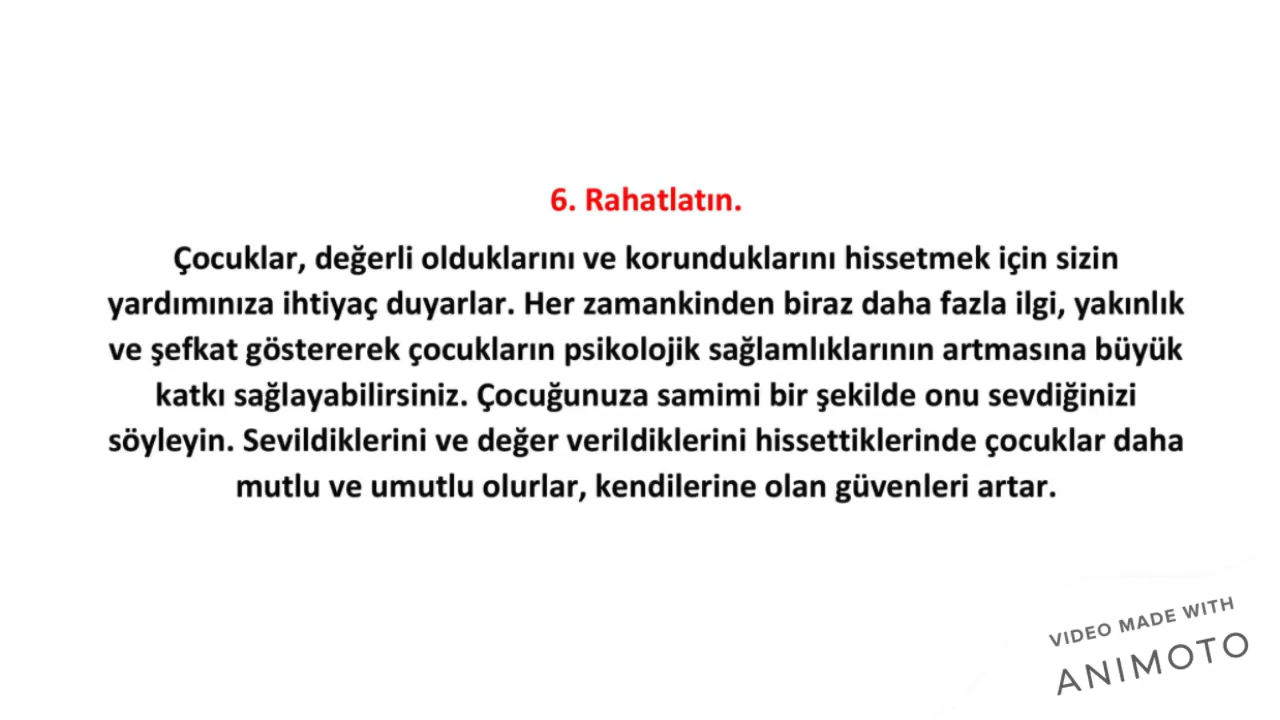 6. Rahatlatın.
Çocuklar, değerli olduklarını ve korunduklarını hissetmek için sizin
yardımınıza ihtiyaç duyarlar. Her zamankinden biraz daha fazla ilgi, yakınlık
ve şefkat göstererek çocukların psikolojik sağlamlıklarının artmasına büyük
katkı sağlayabilirsiniz. Çocuğunuza samimi bir şekilde onu sevdiğinizi
söyleyin. Sevildiklerini ve değer verildiklerini hissettiklerinde çocuklar daha
mutlu ve umutlu olurlar, kendilerine olan güvenleri artar.
VIDEO MADE WITH
ANIMOTO